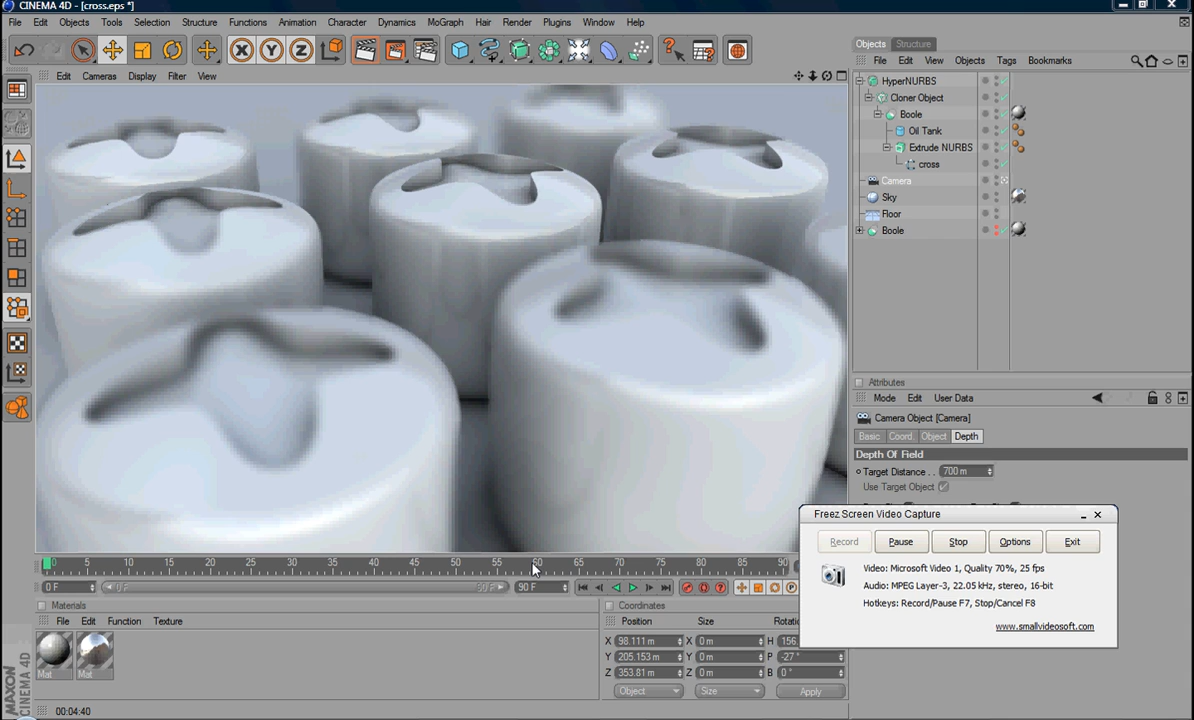 CINEMA 4D - [cross.eps *]
File Edit Objects Tools Selection Structure Functions Animation Character Dynamics MoGraph Hair Render Plugins Window Help
Objects Structure
File Edit View Objects Tags Bookmarks
Edit Cameras Display Filter View
HyperNURBS
Cloner Object
Boole
Oil Tank
Extrude NURBS
cross
Camera
Sky
Floor
Boole
Attributes
Mode Edit User Data
Camera Object [Camera]
Basic Coord. Object Depth
Depth Of Field
Target Distance . . 700 m
Use Target Object
Freez Screen Video Capture
Record Pause Stop Options Exit
Video: Microsoft Video 1, Quality 70%, 25 fps
Audio: MPEG Layer-3, 22.05 kHz, stereo, 16-bit
Hotkeys: Record/Pause F7, Stop/Cancel F8
www.smallvideosoft.com
0 5 10 15 20 25 30 35 40 45 50 55 60 65 70 75 80 85 90
0 F 0 F 90 F 90 F
Materials
File Edit Function Texture
Mat Mat
Coordinates
Position Size Rotati
X 98.111 m X 0 m H 156.
Y 205.153 m Y 0 m P -27 °
Z 353.81 m Z 0 m B 0 °
Object Size Apply
MAXON
CINEMA 4D
00:04:40